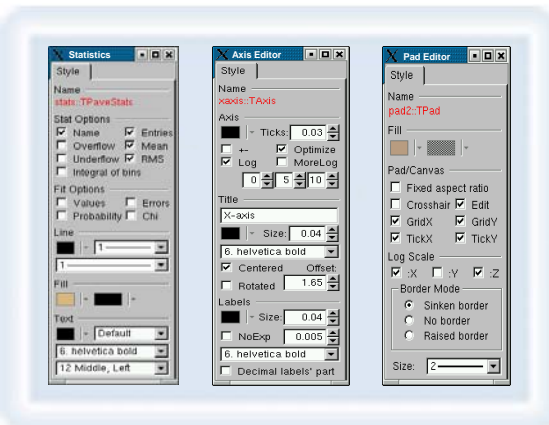 Statistics
Style
Name
stats::TPaveStats
Stat Options
Name Entries
Overflow Mean
Underflow RMS
Integral of bins
Fit Options
Values Errors
Probability Chi
Line
1
1
Fill
Text
Default
6. helvetica bold
12 Middle, Left
Axis Editor
Style
Name
xaxis::TAxis
Axis
Ticks: 0.03
+- Optimize
Log MoreLog
0 5 10
Title
X-axis
Size: 0.04
6. helvetica bold
Centered Offset:
Rotated 1.65
Labels
Size: 0.04
NoExp 0.005
6. helvetica bold
Decimal labels' part
Pad Editor
Style
Name
pad2::TPad
Fill
Pad/Canvas
Fixed aspect ratio
Crosshair Edit
GridX GridY
TickX TickY
Log Scale
:X :Y :Z
Border Mode
Sinken border
No border
Raised border
Size: 2